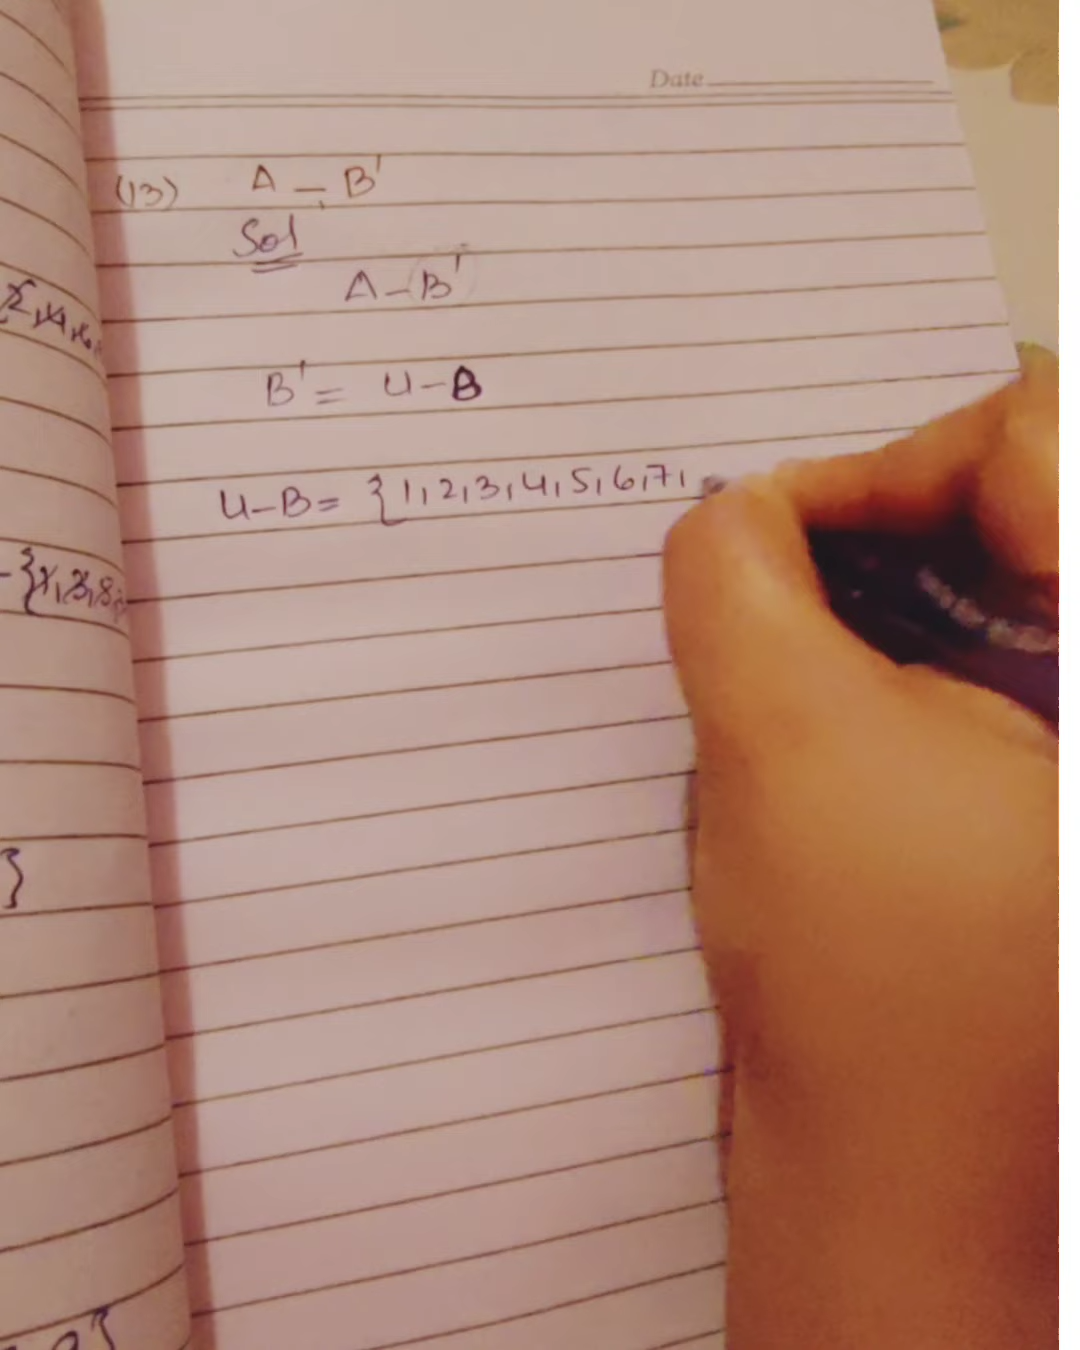 Date
(13) A - B'
Sol
A - B'
B' = U - B
U - B = {1, 2, 3, 4, 5, 6, 7,
}